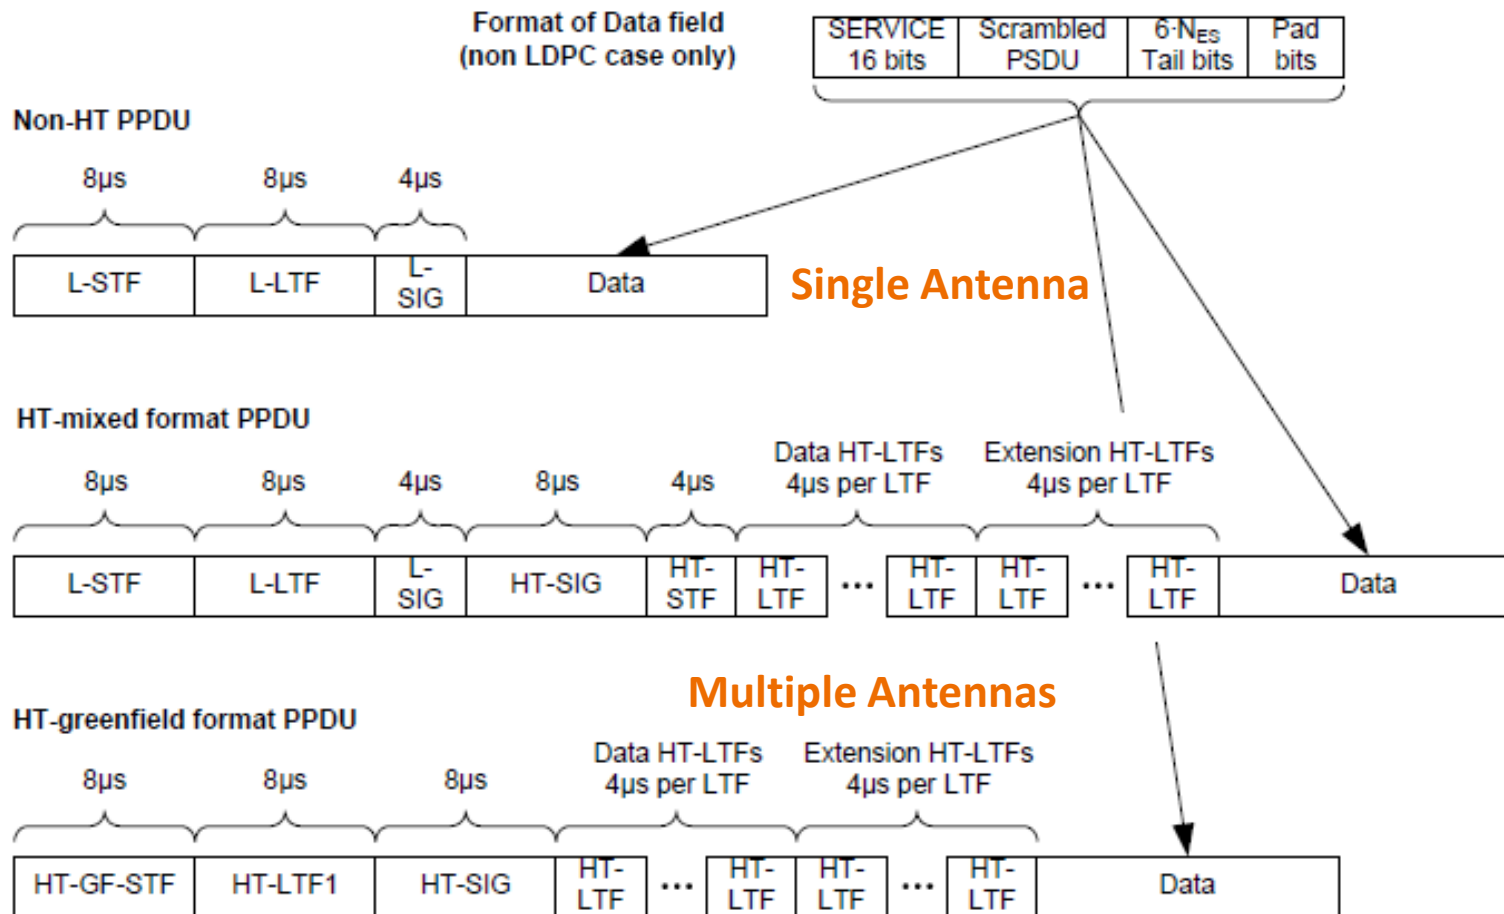 Format of Data field
(non LDPC case only)
SERVICE
16 bits
Scrambled
PSDU
6·NES
Tail bits
Pad
bits
Non-HT PPDU
8µs
8µs
4µs
L-STF
L-LTF
L-
SIG
Data
Single Antenna
HT-mixed format PPDU
Data HT-LTFs
4µs per LTF
Extension HT-LTFs
4µs per LTF
8µs
8µs
4µs
8µs
4µs
L-STF
L-LTF
L-
SIG
HT-SIG
HT-
STF
HT-
LTF
...
HT-
LTF
HT-
LTF
...
HT-
LTF
Data
Multiple Antennas
HT-greenfield format PPDU
Data HT-LTFs
4µs per LTF
Extension HT-LTFs
4µs per LTF
8µs
8µs
8µs
HT-GF-STF
HT-LTF1
HT-SIG
HT-
LTF
...
HT-
LTF
HT-
LTF
...
HT-
LTF
Data